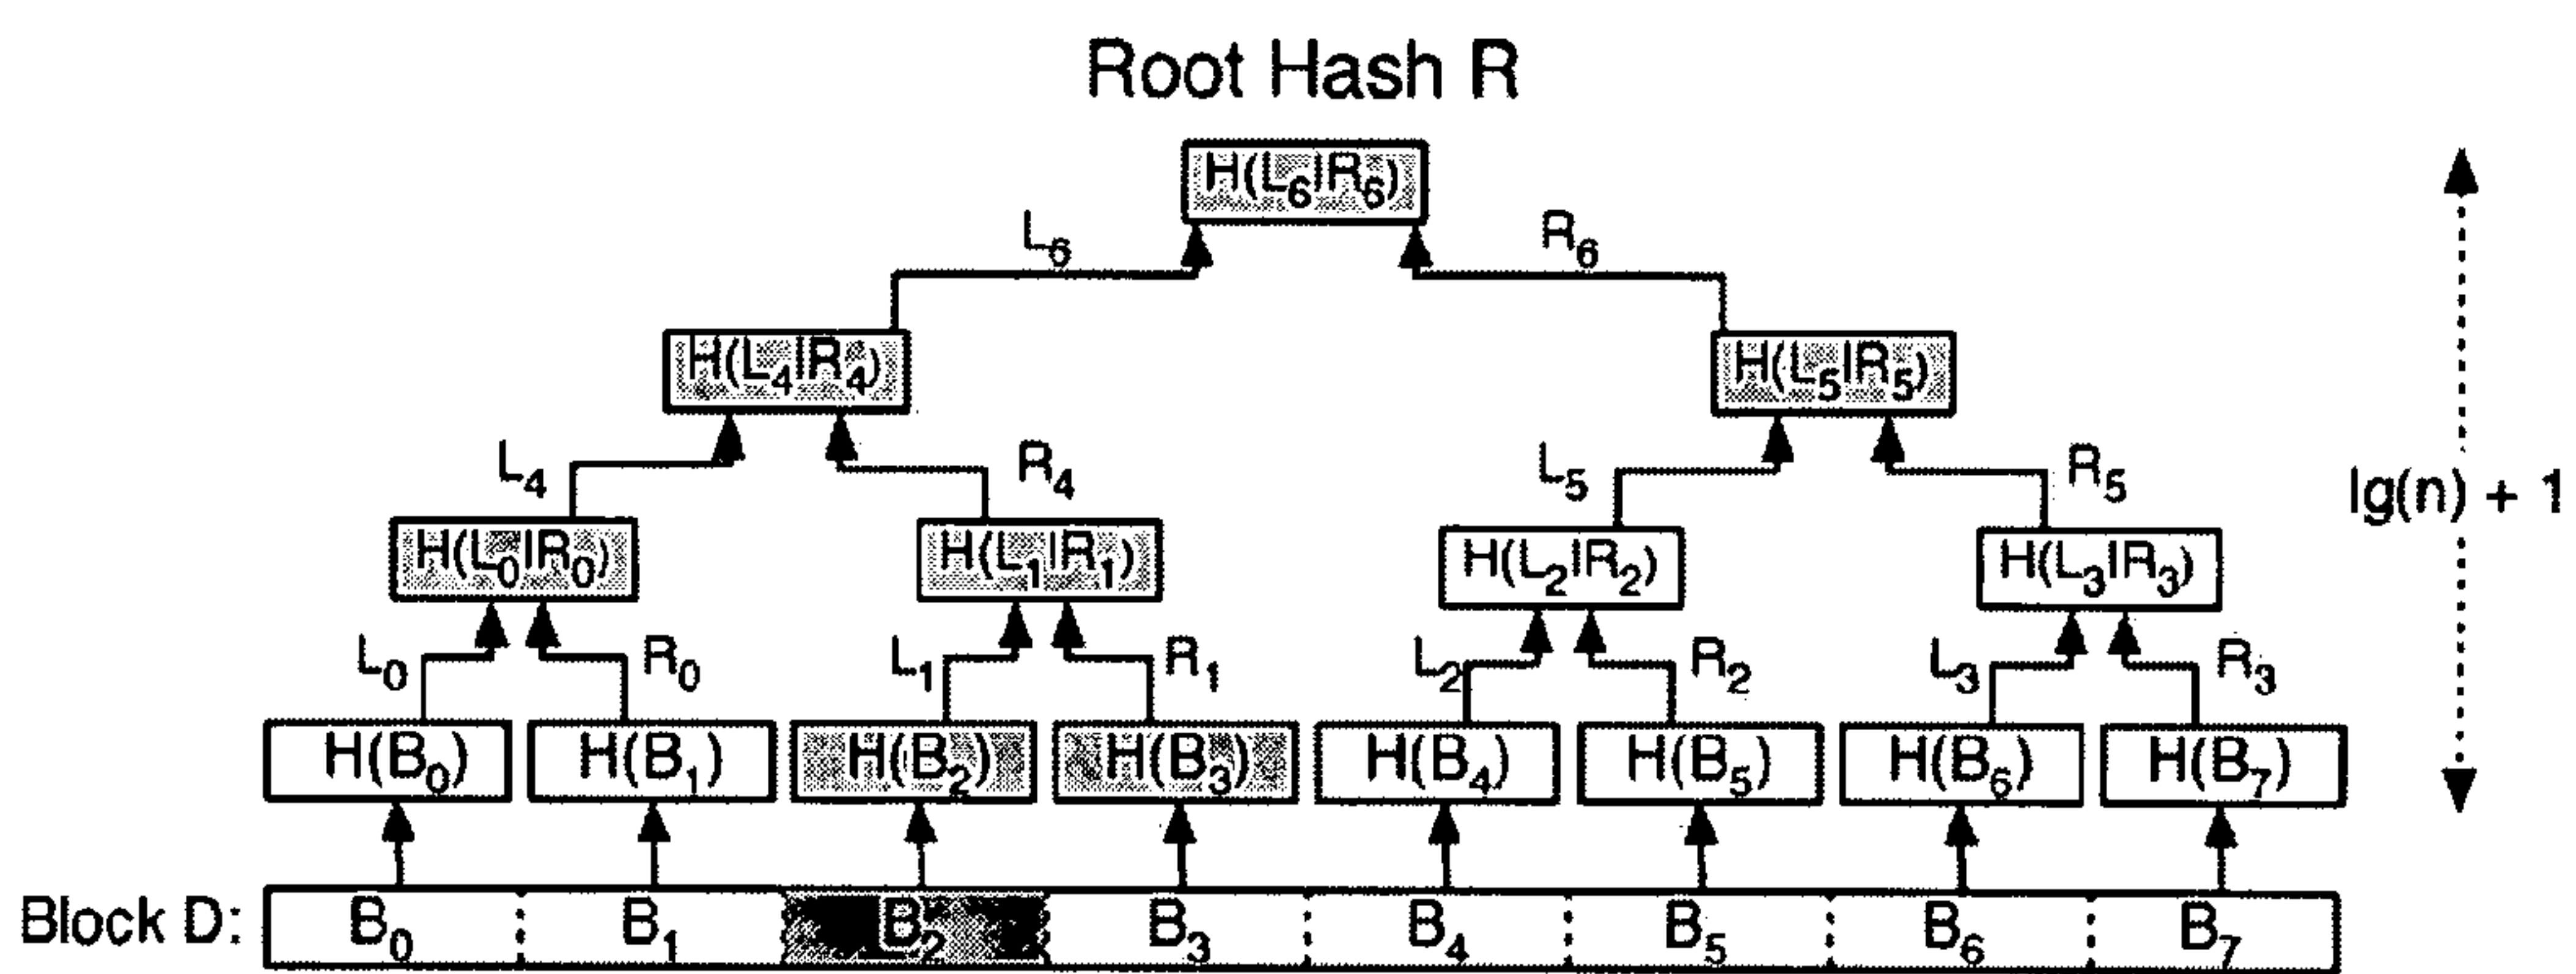 Root Hash R
H(L₆|R₆)
L₆ R₆
H(L₄|R₄) H(L₅|R₅)
L₄ R₄ L₅ R₅
lg(n) + 1
H(L₀|R₀) H(L₁|R₁) H(L₂|R₂) H(L₃|R₃)
L₀ R₀ L₁ R₁ L₂ R₂ L₃ R₃
H(B₀) H(B₁) H(B₂) H(B₃) H(B₄) H(B₅) H(B₆) H(B₇)
Block D: B₀ B₁ B₂ B₃ B₄ B₅ B₆ B₇